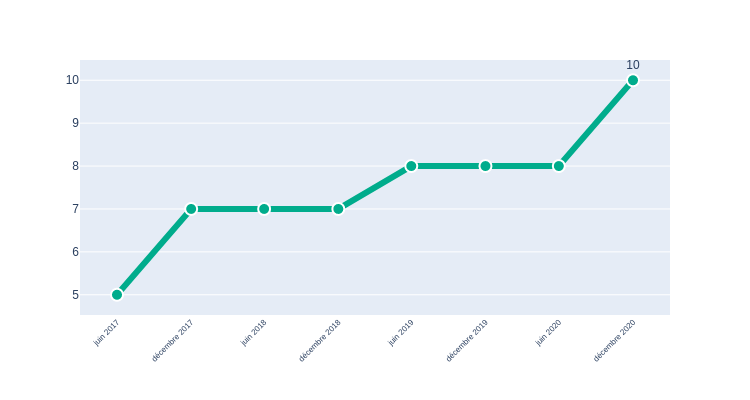 10
10
9
8
7
6
5
juin 2017
décembre 2017
juin 2018
décembre 2018
juin 2019
décembre 2019
juin 2020
décembre 2020